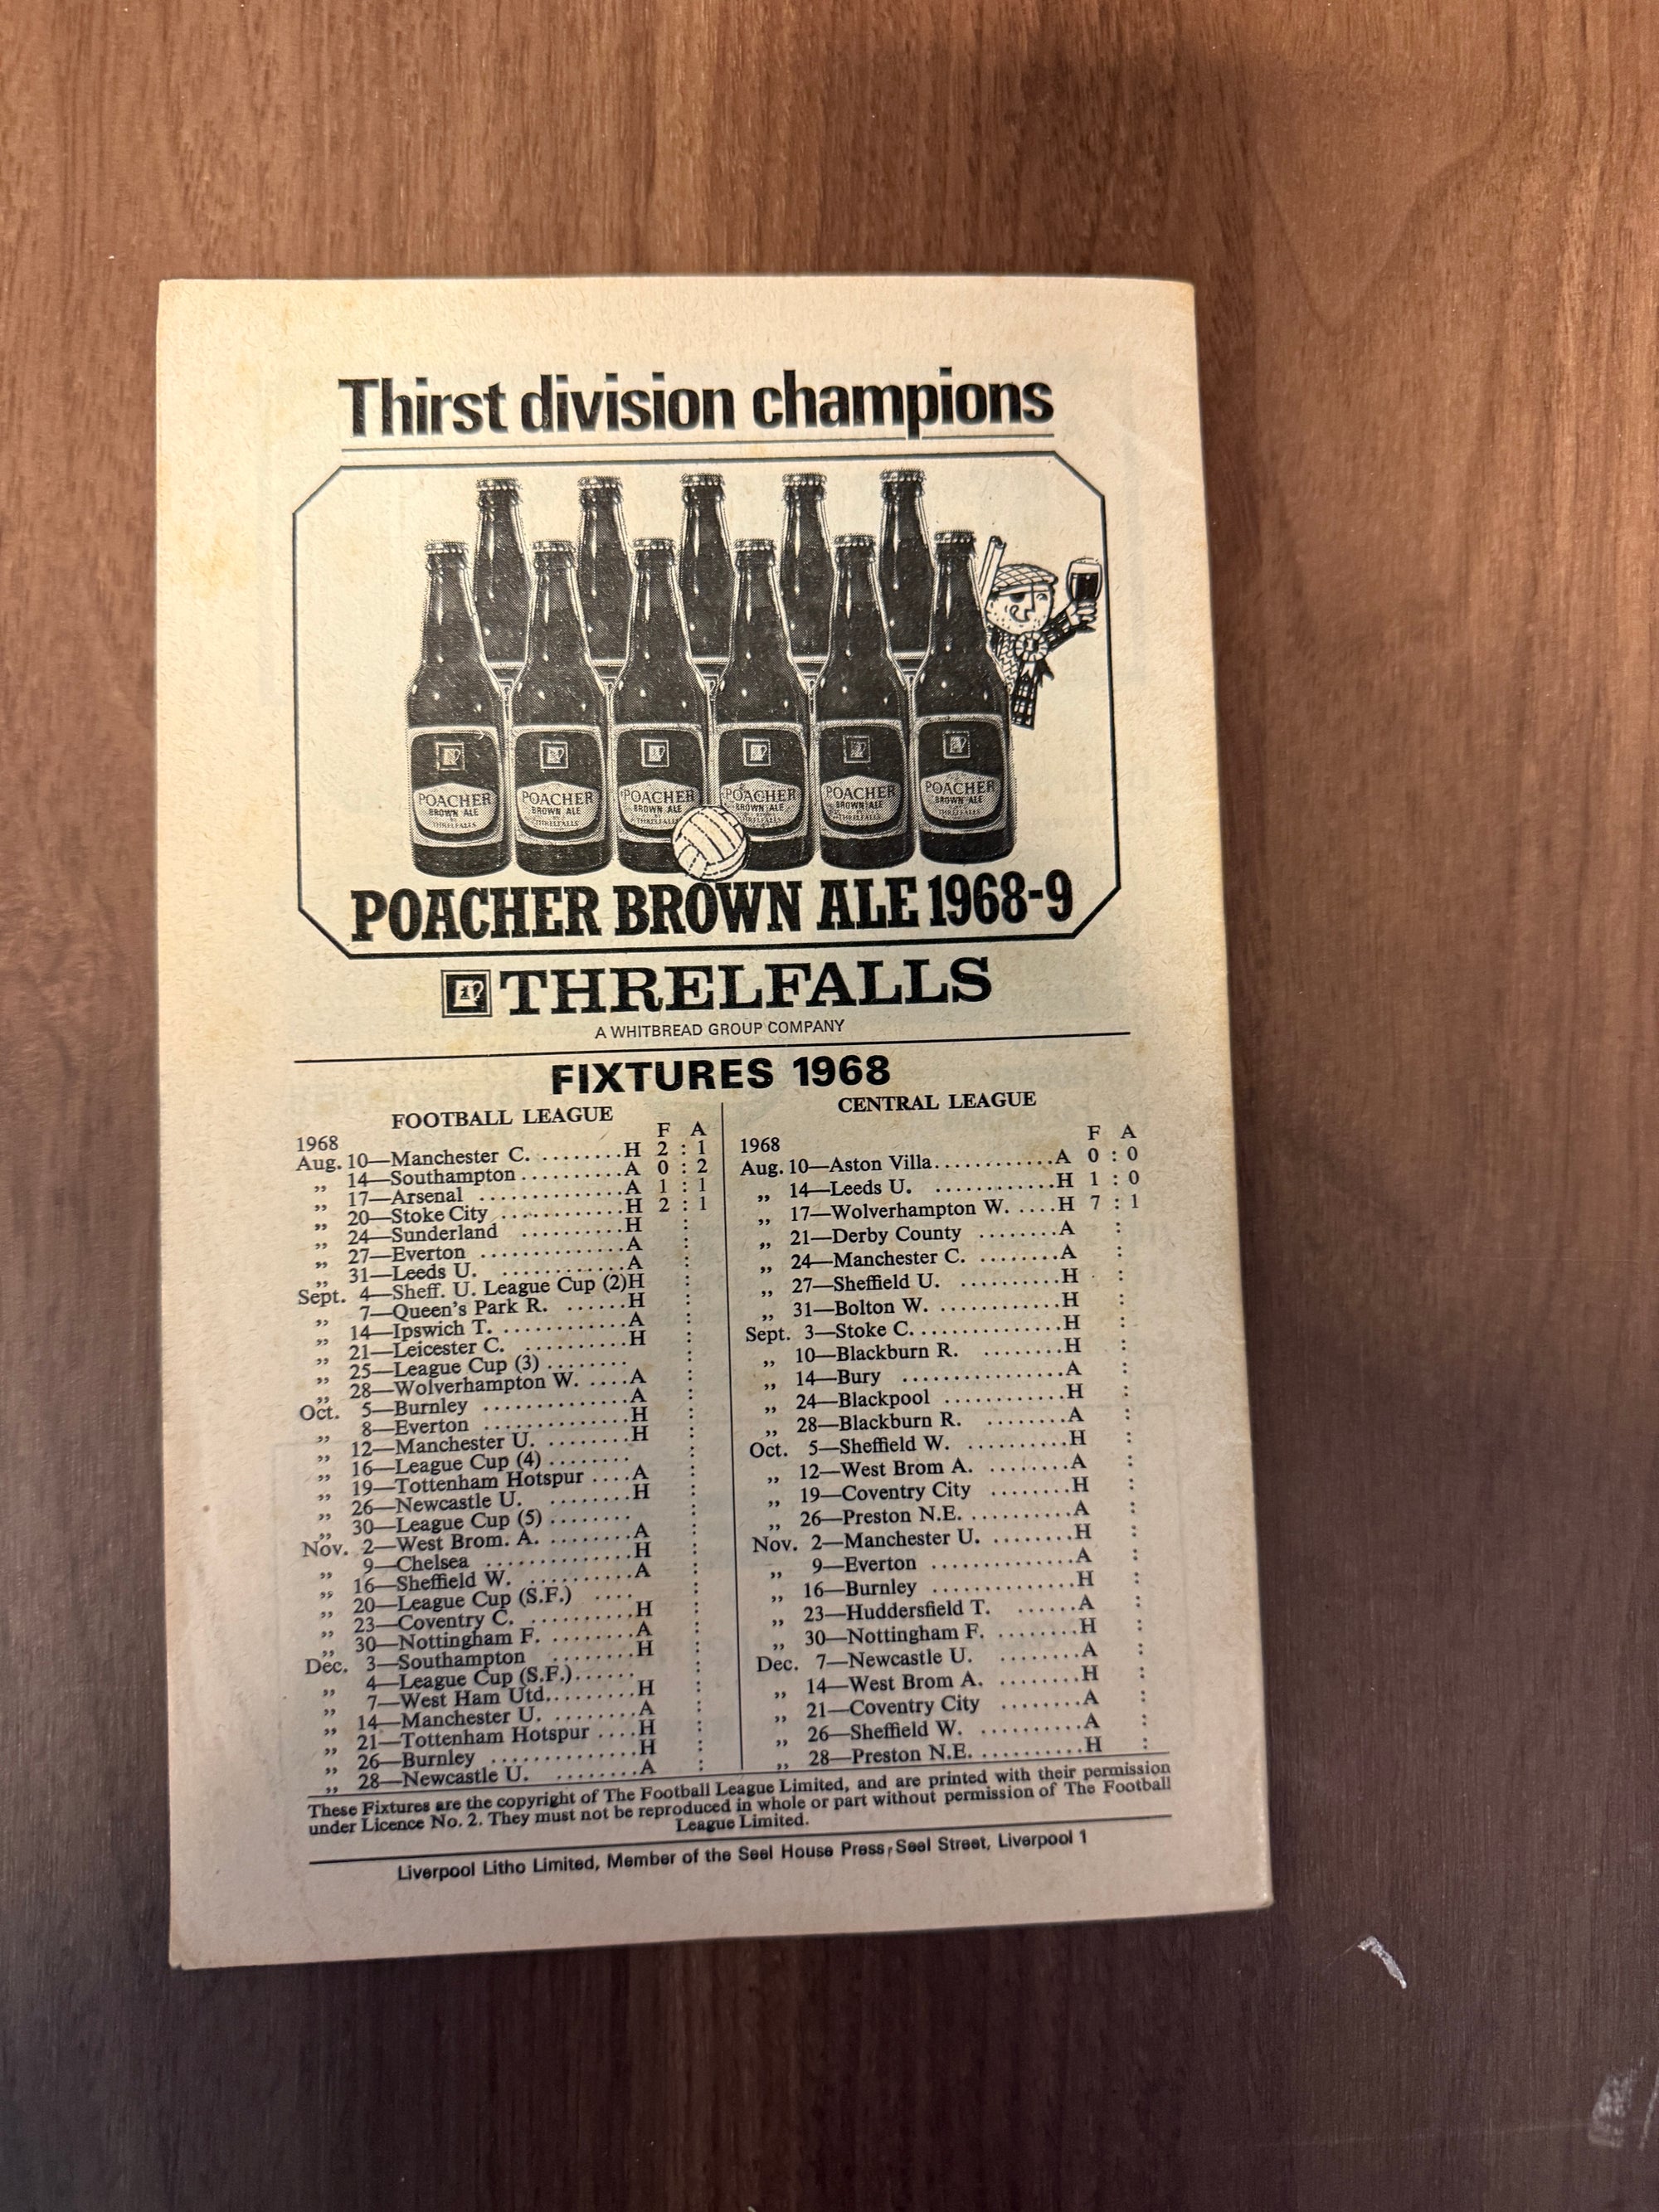 Thirst division champions
POACHER BROWN ALE BY THRELFALLS
POACHER BROWN ALE BY THRELFALLS
POACHER BROWN ALE THRELFALLS
POACHER BROWN ALE THRELFALLS
POACHER BROWN ALE THRELFALLS
POACHER BROWN ALE THRELFALLS
POACHER BROWN ALE 1968-9
THRELFALLS
A WHITBREAD GROUP COMPANY
FIXTURES 1968
FOOTBALL LEAGUE
1968 F A
Aug. 10—Manchester C. ........H 2 : 1
„ 14—Southampton ...........A 0 : 2
„ 17—Arsenal ...............A 1 : 1
„ 20—Stoke City .............H 2 : 1
„ 24—Sunderland ..........H :
„ 27—Everton ...............A :
„ 31—Leeds U. .............A :
Sept. 4—Sheff. U. League Cup (2)H :
„ 7—Queen's Park R. ......H :
„ 14—Ipswich T. .............A :
„ 21—Leicester C. ..........H :
„ 25—League Cup (3) ........ :
„ 28—Wolverhampton W. .....A :
Oct. 5—Burnley ...............A :
„ 8—Everton ...............H :
„ 12—Manchester U. ........H :
„ 16—League Cup (4) ........ :
„ 19—Tottenham Hotspur ....A :
„ 26—Newcastle U. ........H :
„ 30—League Cup (5) ........ :
Nov. 2—West Brom. A. ........A :
„ 9—Chelsea ...............H :
„ 16—Sheffield W. ..........A :
„ 20—League Cup (S.F.) .... :
„ 23—Coventry C. ..........H :
„ 30—Nottingham F. .........A :
Dec. 3—Southampton ........H :
„ 4—League Cup (S.F.)...... :
„ 7—West Ham Utd.........H :
„ 14—Manchester U. ........A :
„ 21—Tottenham Hotspur ....H :
„ 26—Burnley ...............H :
„ 28—Newcastle U. ........A :
CENTRAL LEAGUE
1968 F A
Aug. 10—Aston Villa............A 0 : 0
„ 14—Leeds U. ............H 1 : 0
„ 17—Wolverhampton W. .....H 7 : 1
„ 21—Derby County ........A :
„ 24—Manchester C. ........A :
„ 27—Sheffield U. ..........H :
„ 31—Bolton W. ............H :
Sept. 3—Stoke C. ..............H :
„ 10—Blackburn R. ........H :
„ 14—Bury ................A :
„ 24—Blackpool ............H :
„ 28—Blackburn R. ........A :
Oct. 5—Sheffield W. ..........H :
„ 12—West Brom A. ........A :
„ 19—Coventry City ........H :
„ 26—Preston N.E. ..........A :
Nov. 2—Manchester U. ........H :
„ 9—Everton ..............A :
„ 16—Burnley ..............H :
„ 23—Huddersfield T. ......A :
„ 30—Nottingham F. ........H :
Dec. 7—Newcastle U. ........A :
„ 14—West Brom A. ........H :
„ 21—Coventry City ........A :
„ 26—Sheffield W. ..........A :
„ 28—Preston N.E. ..........H :
These Fixtures are the copyright of The Football League Limited, and are printed with their permission
under Licence No. 2. They must not be reproduced in whole or part without permission of The Football
League Limited.
Liverpool Litho Limited, Member of the Seel House Press, Seel Street, Liverpool 1